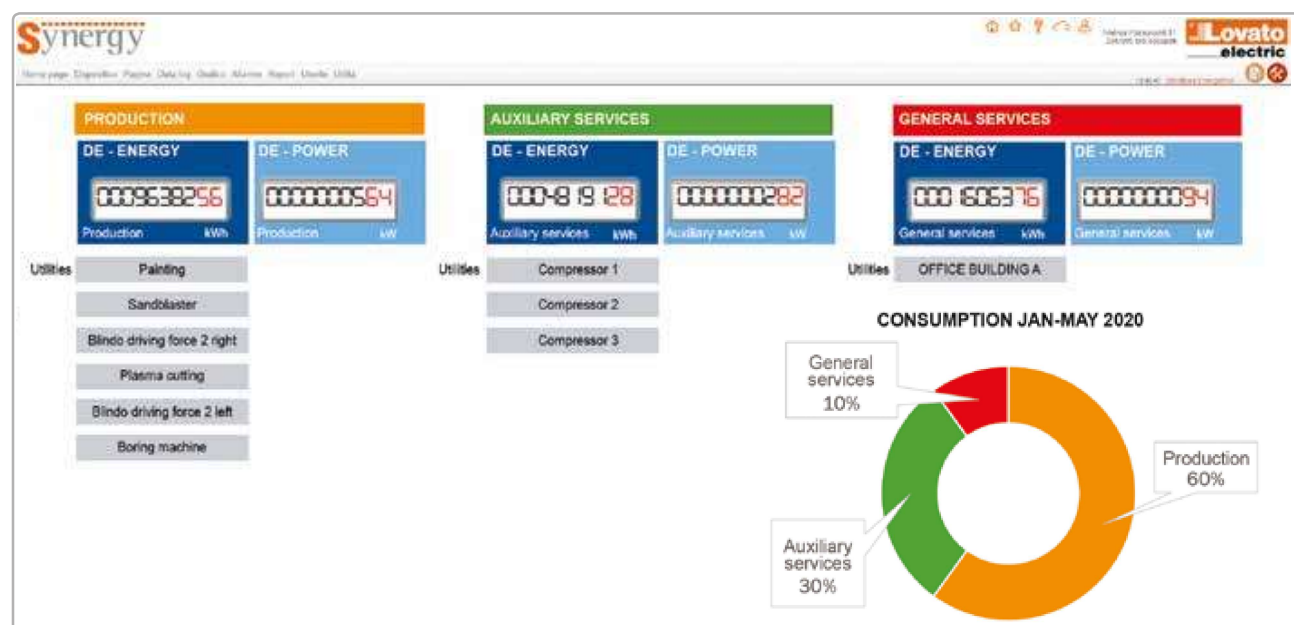 Synergy
Lovato
electric
Home page
PRODUCTION
DE - ENERGY
DE - POWER
0009638256
0000000564
Production kWh
Production kW
Utilities
Painting
Sandblaster
Blindo driving force 2 right
Plasma cutting
Blindo driving force 2 left
Boring machine
AUXILIARY SERVICES
DE - ENERGY
DE - POWER
0004819128
0000000282
Auxiliary services kWh
Auxiliary services kW
Utilities
Compressor 1
Compressor 2
Compressor 3
GENERAL SERVICES
DE - ENERGY
DE - POWER
0001606376
0000000094
General services kWh
General services kW
Utilities
OFFICE BUILDING A
CONSUMPTION JAN-MAY 2020
General
services
10%
Production
60%
Auxiliary
services
30%